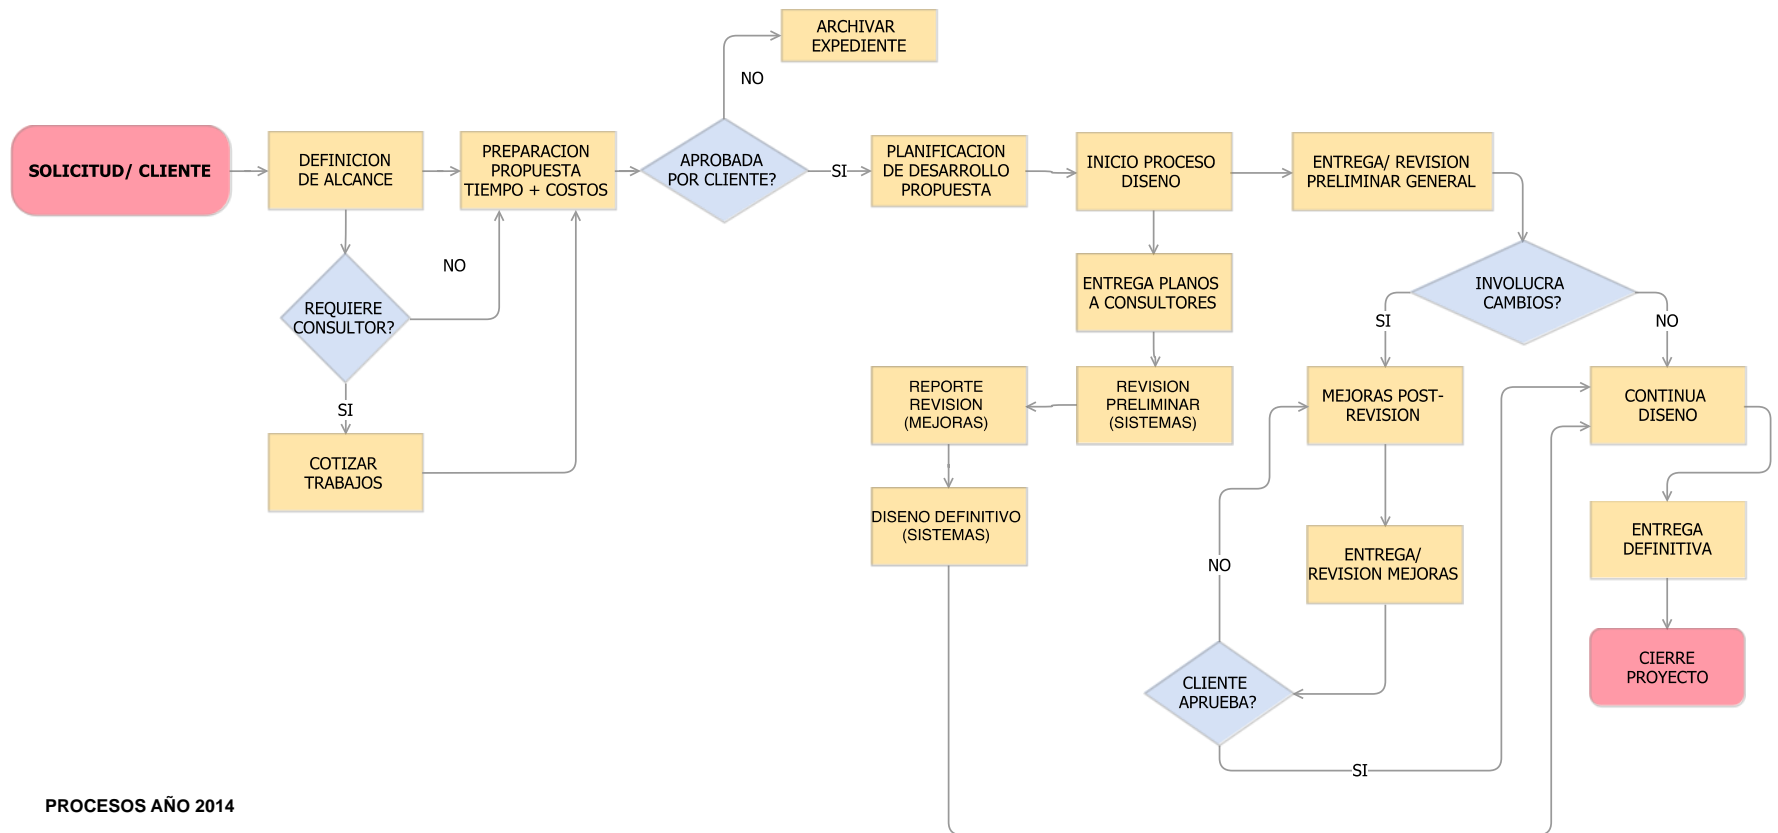 ARCHIVAR
EXPEDIENTE
NO
SOLICITUD/ CLIENTE
DEFINICION
DE ALCANCE
PREPARACION
PROPUESTA
TIEMPO + COSTOS
APROBADA
POR CLIENTE?
SI
PLANIFICACION
DE DESARROLLO
PROPUESTA
INICIO PROCESO
DISENO
ENTREGA/ REVISION
PRELIMINAR GENERAL
NO
REQUIERE
CONSULTOR?
SI
COTIZAR
TRABAJOS
ENTREGA PLANOS
A CONSULTORES
INVOLUCRA
CAMBIOS?
SI
NO
REPORTE
REVISION
(MEJORAS)
REVISION
PRELIMINAR
(SISTEMAS)
MEJORAS POST-
REVISION
CONTINUA
DISENO
DISENO DEFINITIVO
(SISTEMAS)
NO
ENTREGA/
REVISION MEJORAS
ENTREGA
DEFINITIVA
CLIENTE
APRUEBA?
CIERRE
PROYECTO
SI
PROCESOS AÑO 2014